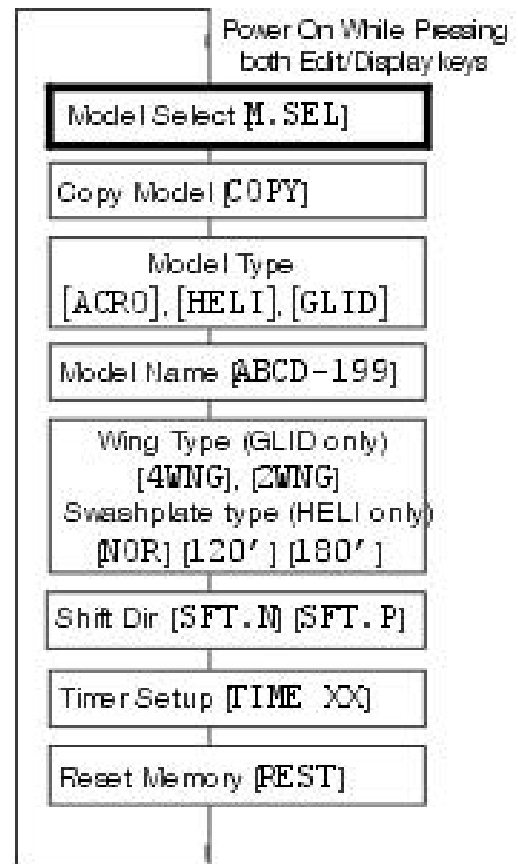 Power On While Pressing
both Edit/Display keys
Model Select [M.SEL]
Copy Model [COPY]
Model Type
[ACRO], [HELI], [GLID]
Model Name [ABCD-199]
Wing Type (GLID only)
[4WNG], [2WNG]
Swashplate type (HELI only)
[NOR] [120′] [180′]
Shift Dir [SFT.N] [SFT.P]
Timer Setup [TIME XX]
Reset Memory [REST]